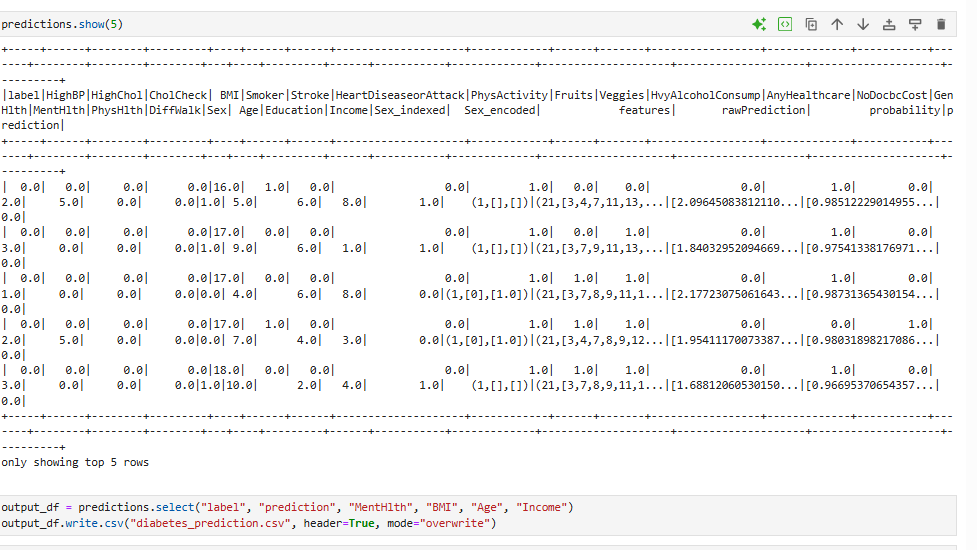 predictions.show(5)
+-----+------+--------+---------+---+------+------+--------------------+------------+------+-------+-----------------+-------------+-----------+---
----+--------+--------+--------+---+----+---------+------+-----------+-------------+--------------------+--------------------+--------------------+-
---------+
|label|HighBP|HighChol|CholCheck| BMI|Smoker|Stroke|HeartDiseaseorAttack|PhysActivity|Fruits|Veggies|HvyAlcoholConsump|AnyHealthcare|NoDocbcCost|Gen
Hlth|MentHlth|PhysHlth|DiffWalk|Sex| Age|Education|Income|Sex_indexed|  Sex_encoded|            features|       rawPrediction|         probability|p
rediction|
+-----+------+--------+---------+---+------+------+--------------------+------------+------+-------+-----------------+-------------+-----------+---
----+--------+--------+--------+---+----+---------+------+-----------+-------------+--------------------+--------------------+--------------------+-
---------+
|  0.0|   0.0|     0.0|      0.0|16.0|   1.0|   0.0|                 0.0|         1.0|   0.0|    0.0|              0.0|          1.0|        0.0|
2.0|     5.0|     0.0|     0.0|1.0| 5.0|      6.0|   8.0|        1.0|    (1,[],[])|(21,[3,4,7,11,13,...|[2.09645083812110...|[0.98512229014955...|
0.0|
|  0.0|   0.0|     0.0|      0.0|17.0|   0.0|   0.0|                 0.0|         1.0|   0.0|    1.0|              0.0|          1.0|        0.0|
3.0|     0.0|     0.0|     0.0|1.0| 9.0|      6.0|   1.0|        1.0|    (1,[],[])|(21,[3,7,9,11,13,...|[1.84032952094669...|[0.97541338176971...|
0.0|
|  0.0|   0.0|     0.0|      0.0|17.0|   0.0|   0.0|                 0.0|         1.0|   1.0|    1.0|              0.0|          1.0|        0.0|
1.0|     0.0|     0.0|     0.0|0.0| 4.0|      6.0|   8.0|        0.0|(1,[0],[1.0])|(21,[3,7,8,9,11,1...|[2.17723075061643...|[0.98731365430154...|
0.0|
|  0.0|   0.0|     0.0|      0.0|17.0|   1.0|   0.0|                 0.0|         1.0|   1.0|    1.0|              0.0|          0.0|        1.0|
2.0|     5.0|     0.0|     0.0|0.0| 7.0|      4.0|   3.0|        0.0|(1,[0],[1.0])|(21,[3,4,7,8,9,12...|[1.95411170073387...|[0.98031898217086...|
0.0|
|  0.0|   0.0|     0.0|      0.0|18.0|   0.0|   0.0|                 0.0|         1.0|   1.0|    1.0|              0.0|          1.0|        0.0|
3.0|     0.0|     0.0|     0.0|1.0|10.0|      2.0|   4.0|        1.0|    (1,[],[])|(21,[3,7,8,9,11,1...|[1.68812060530150...|[0.96695370654357...|
0.0|
+-----+------+--------+---------+---+------+------+--------------------+------------+------+-------+-----------------+-------------+-----------+---
----+--------+--------+--------+---+----+---------+------+-----------+-------------+--------------------+--------------------+--------------------+-
---------+
only showing top 5 rows
output_df = predictions.select("label", "prediction", "MentHlth", "BMI", "Age", "Income")
output_df.write.csv("diabetes_prediction.csv", header=True, mode="overwrite")